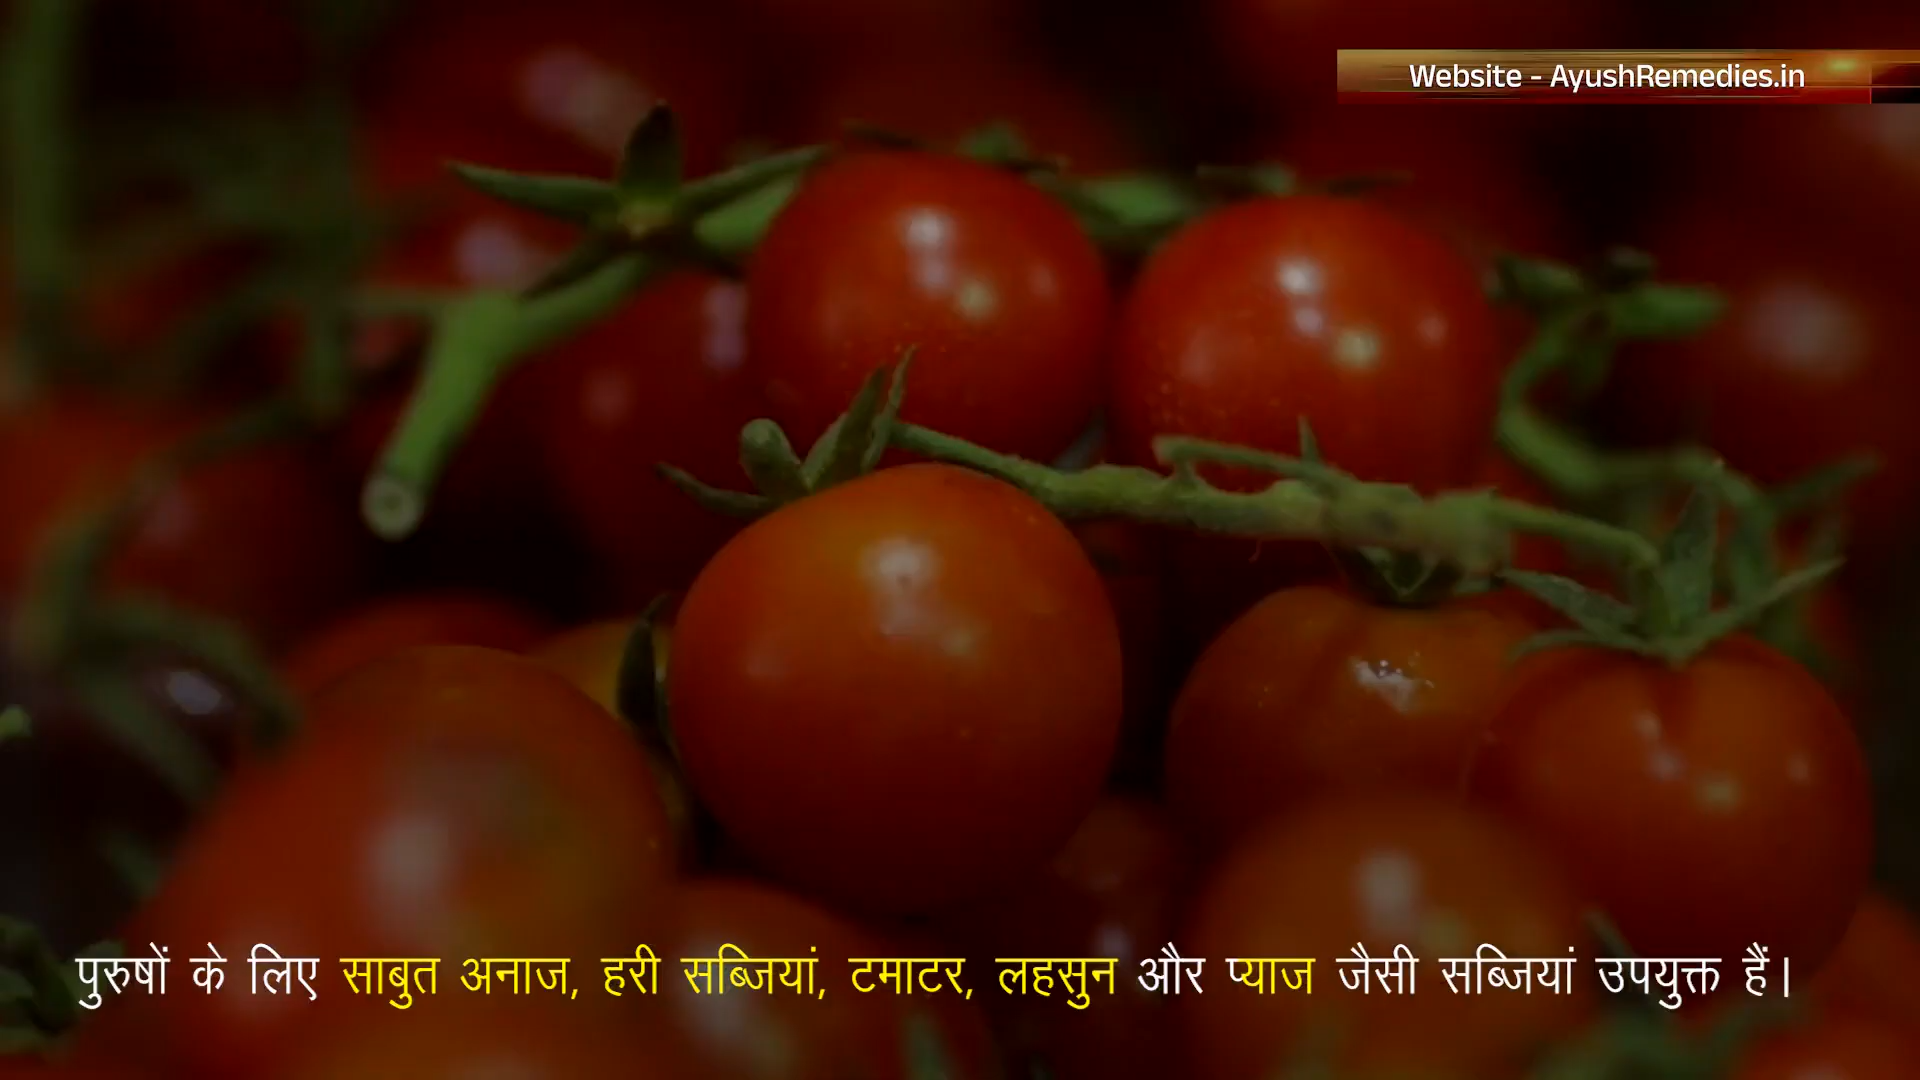 Website - AyushRemedies.in
पुरुषों के लिए साबुत अनाज, हरी सब्जियां, टमाटर, लहसुन और प्याज जैसी सब्जियां उपयुक्त हैं|